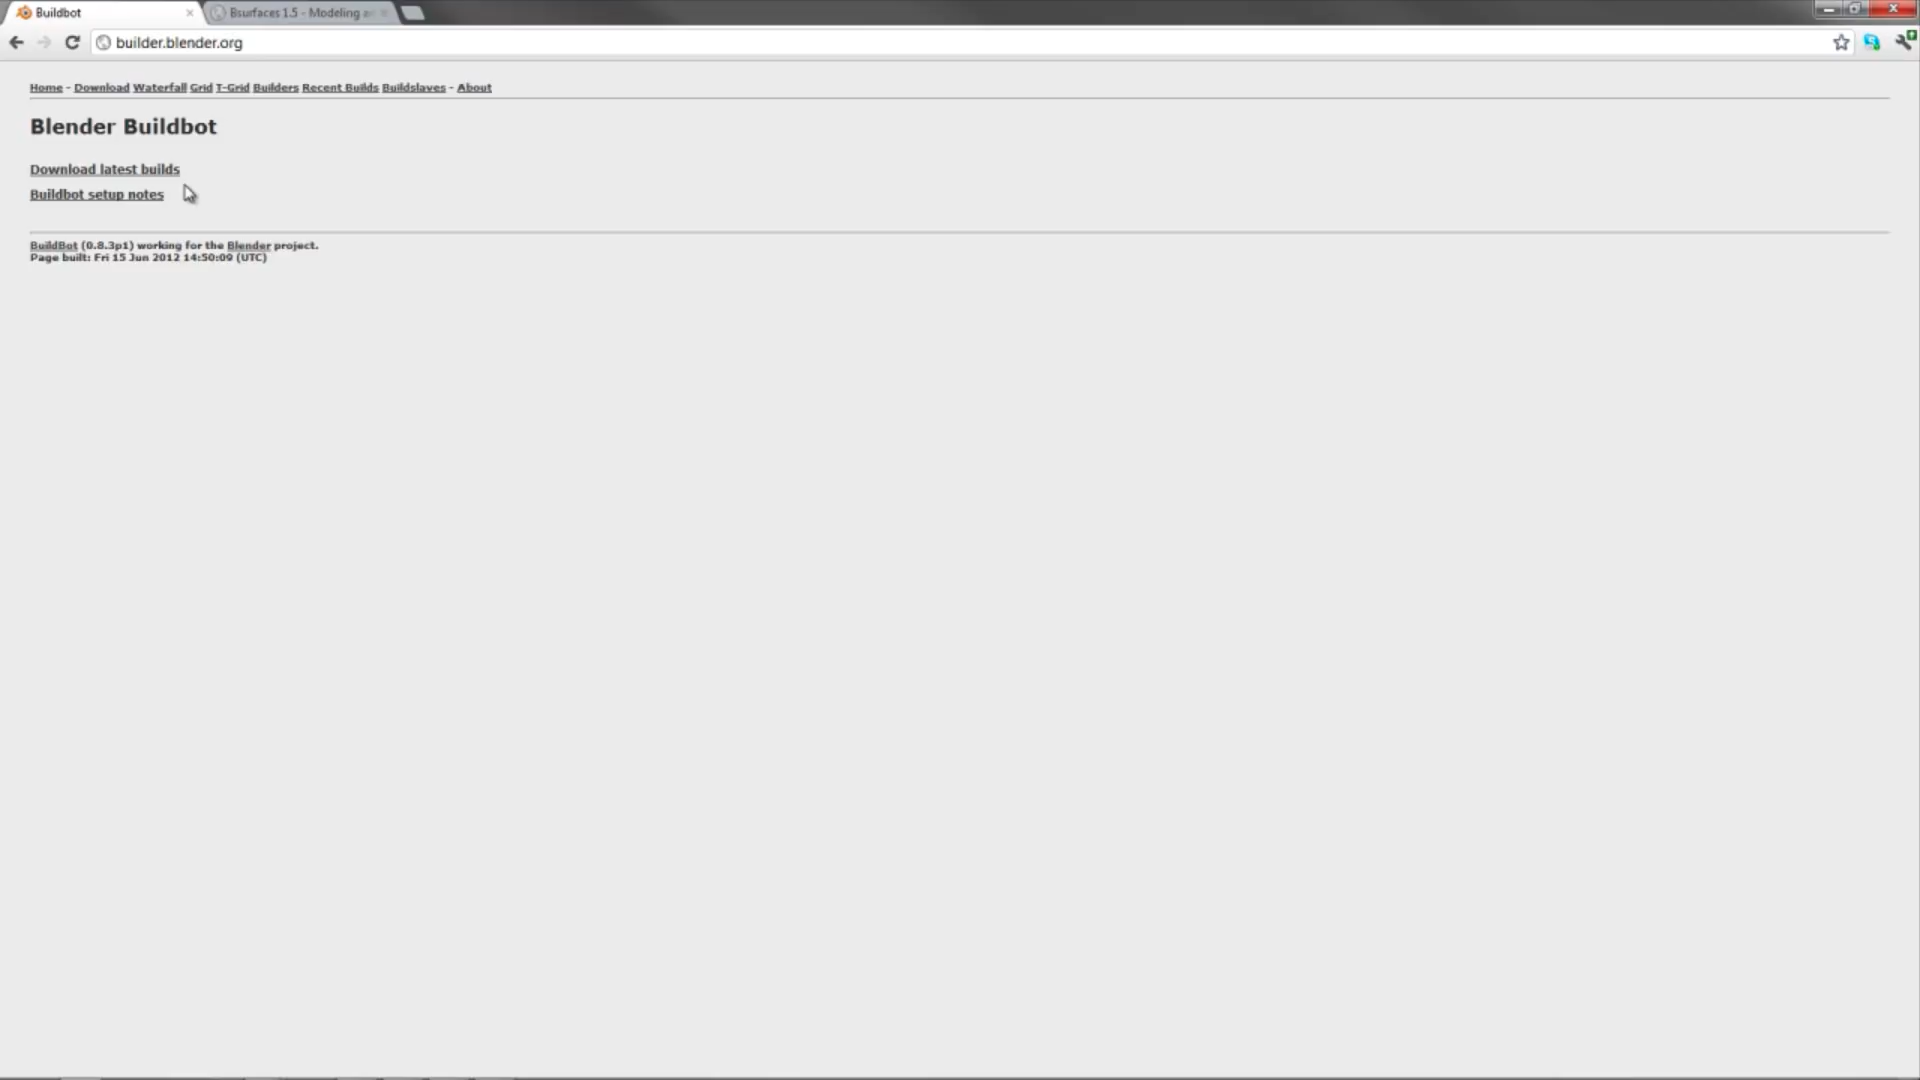 Buildbot
Bsurfaces 1.5 - Modeling a
builder.blender.org
Home - Download Waterfall Grid T-Grid Builders Recent Builds Buildslaves - About
Blender Buildbot
Download latest builds
Buildbot setup notes
BuildBot (0.8.3p1) working for the Blender project.
Page built: Fri 15 Jun 2012 14:50:09 (UTC)